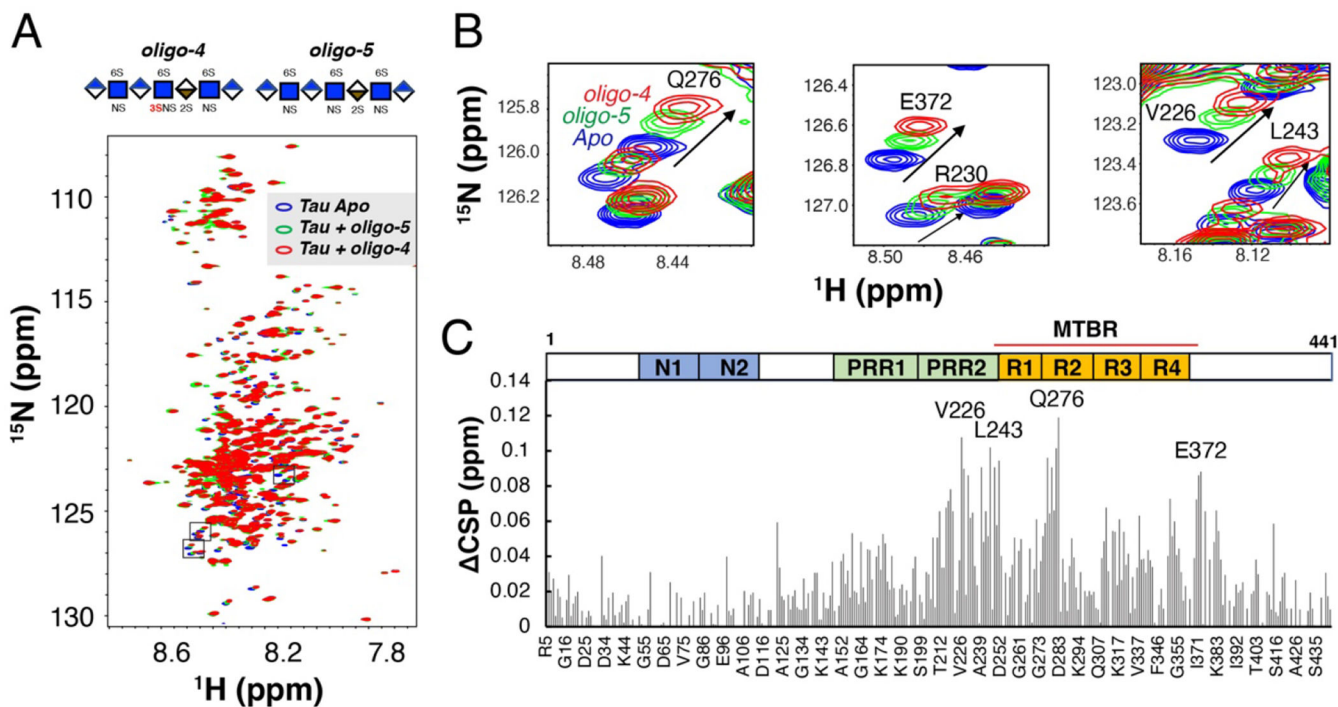 A
oligo-4 oligo-5
6S 6S 6S 6S 6S 6S
NS 3SNS 2S NS NS NS 2S NS
Tau Apo
Tau + oligo-5
Tau + oligo-4
110
115
120
125
130
15N (ppm)
8.6 8.2 7.8
1H (ppm)
B
15N (ppm)
Q276
oligo-4
oligo-5
Apo
125.8
126.0
126.2
8.48 8.44
E372
R230
126.4
126.6
126.8
127.0
8.50 8.46
V226
L243
123.0
123.2
123.4
123.6
8.16 8.12
1H (ppm)
C
MTBR
1 441
N1 N2 PRR1 PRR2 R1 R2 R3 R4
ΔCSP (ppm)
0.14
0.12
0.1
0.08
0.06
0.04
0.02
0
V226
L243
Q276
E372
R5 G16 D25 D34 K44 G55 D65 V75 G86 E96 A106 D116 A125 G134 K143 A152 G164 K174 K190 S199 T212 V226 A239 D252 G261 G273 D283 K294 Q307 K317 V337 F346 G355 I371 K383 I392 T403 S416 A426 S435